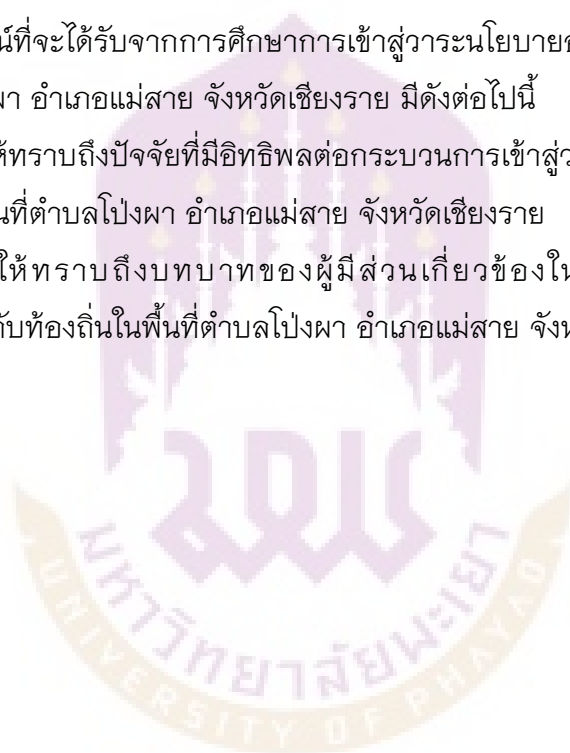 น์ที่จะได้รับจากการศึกษาการเข้าสู่วาระนโยบาย
ผา อำเภอแม่สาย จังหวัดเชียงราย มีดังต่อไปนี้
ห้ทราบถึงปัจจัยที่มีอิทธิพลต่อกระบวนการเข้าสู่ว
นที่ตำบลโป่งผา อำเภอแม่สาย จังหวัดเชียงราย
ให้ทราบถึงบทบาทของผู้มีส่วนเกี่ยวข้องใน
กับท้องถิ่นในพื้นที่ตำบลโป่งผา อำเภอแม่สาย จังห
มหาวิทยาลัยพะเยา
UNIVERSITY OF PHAYAO